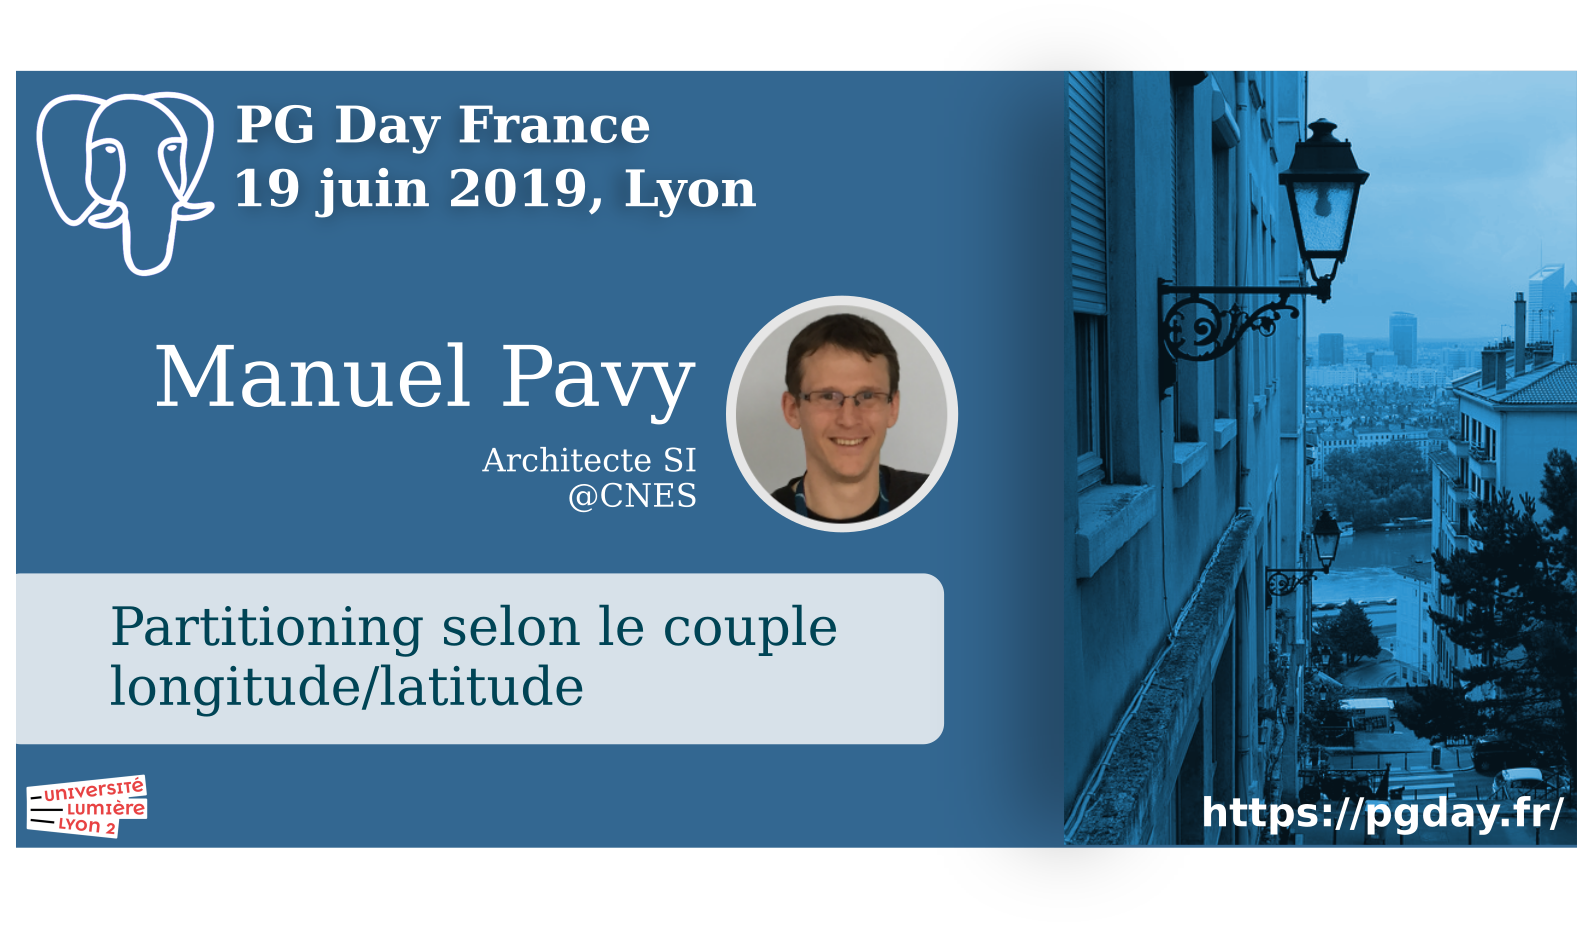 PG Day France
19 juin 2019, Lyon
Manuel Pavy
Architecte SI
@CNES
Partitioning selon le couple
longitude/latitude
université
Lumière
Lyon 2
https://pgday.fr/